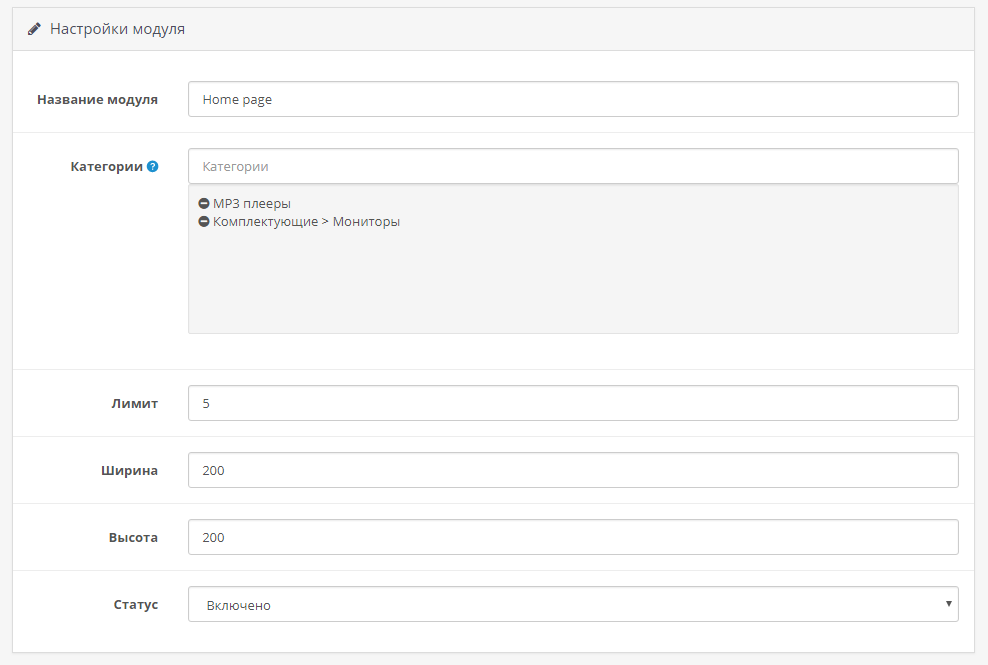 Настройки модуля
Название модуля
Home page
Категории ?
Категории
MP3 плееры
Комплектующие > Мониторы
Лимит
5
Ширина
200
Высота
200
Статус
Включено